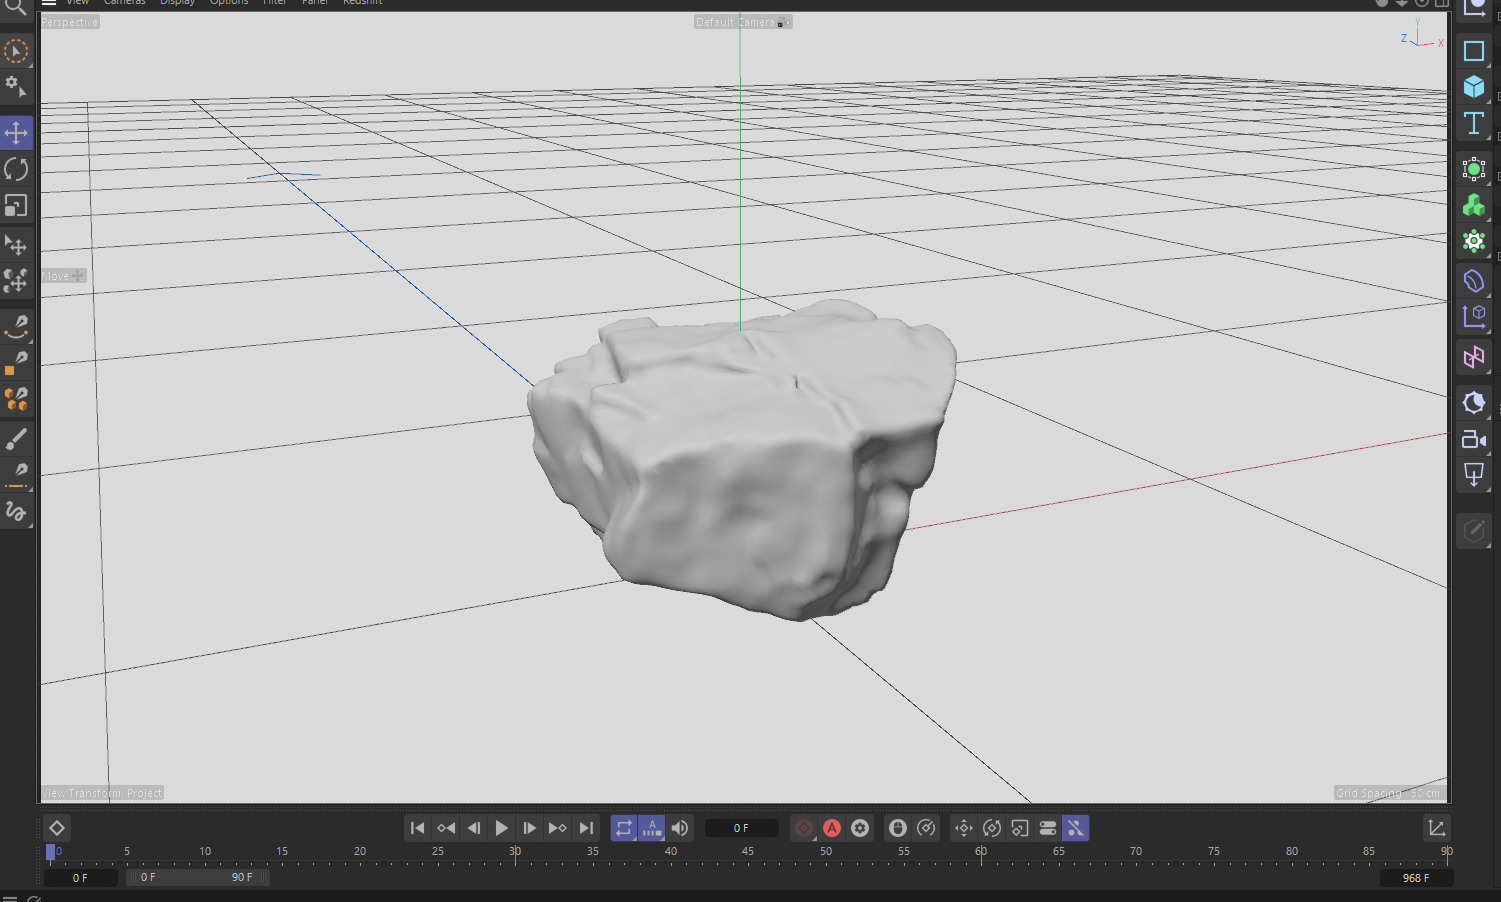 View Cameras Display Options Filter Panel Redshift
Perspective
Default Camera
Y
Z
X
Move
View Transform: Project
Grid Spacing : 50 cm
A
0 F
A
0 5 10 15 20 25 30 35 40 45 50 55 60 65 70 75 80 85 90
0 F
0 F
90 F
968 F